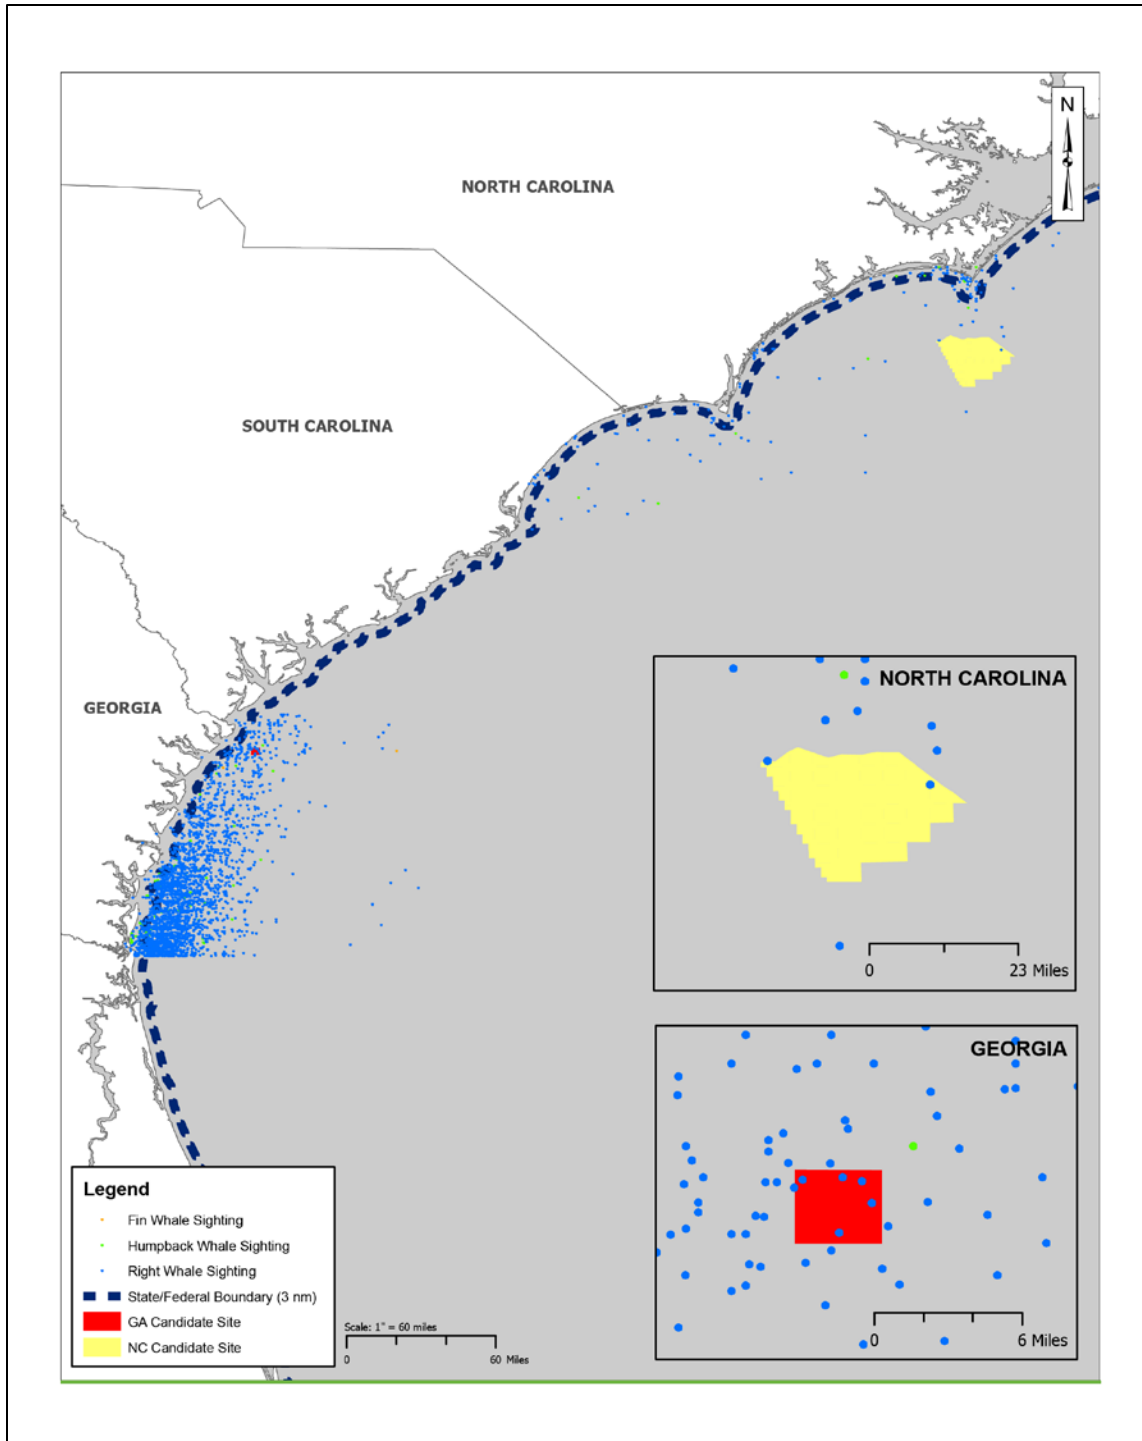 N
NORTH CAROLINA
SOUTH CAROLINA
GEORGIA
NORTH CAROLINA
0 23 Miles
GEORGIA
0 6 Miles
Legend
Fin Whale Sighting
Humpback Whale Sighting
Right Whale Sighting
State/Federal Boundary (3 nm)
GA Candidate Site
NC Candidate Site
Scale: 1" = 60 miles
0 60 Miles